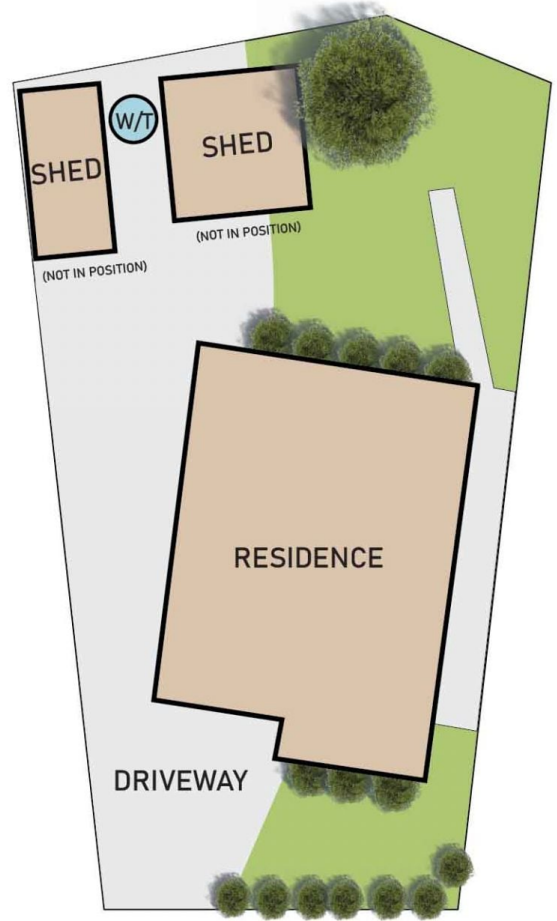 W/T
SHED
SHED
(NOT IN POSITION)
(NOT IN POSITION)
RESIDENCE
DRIVEWAY